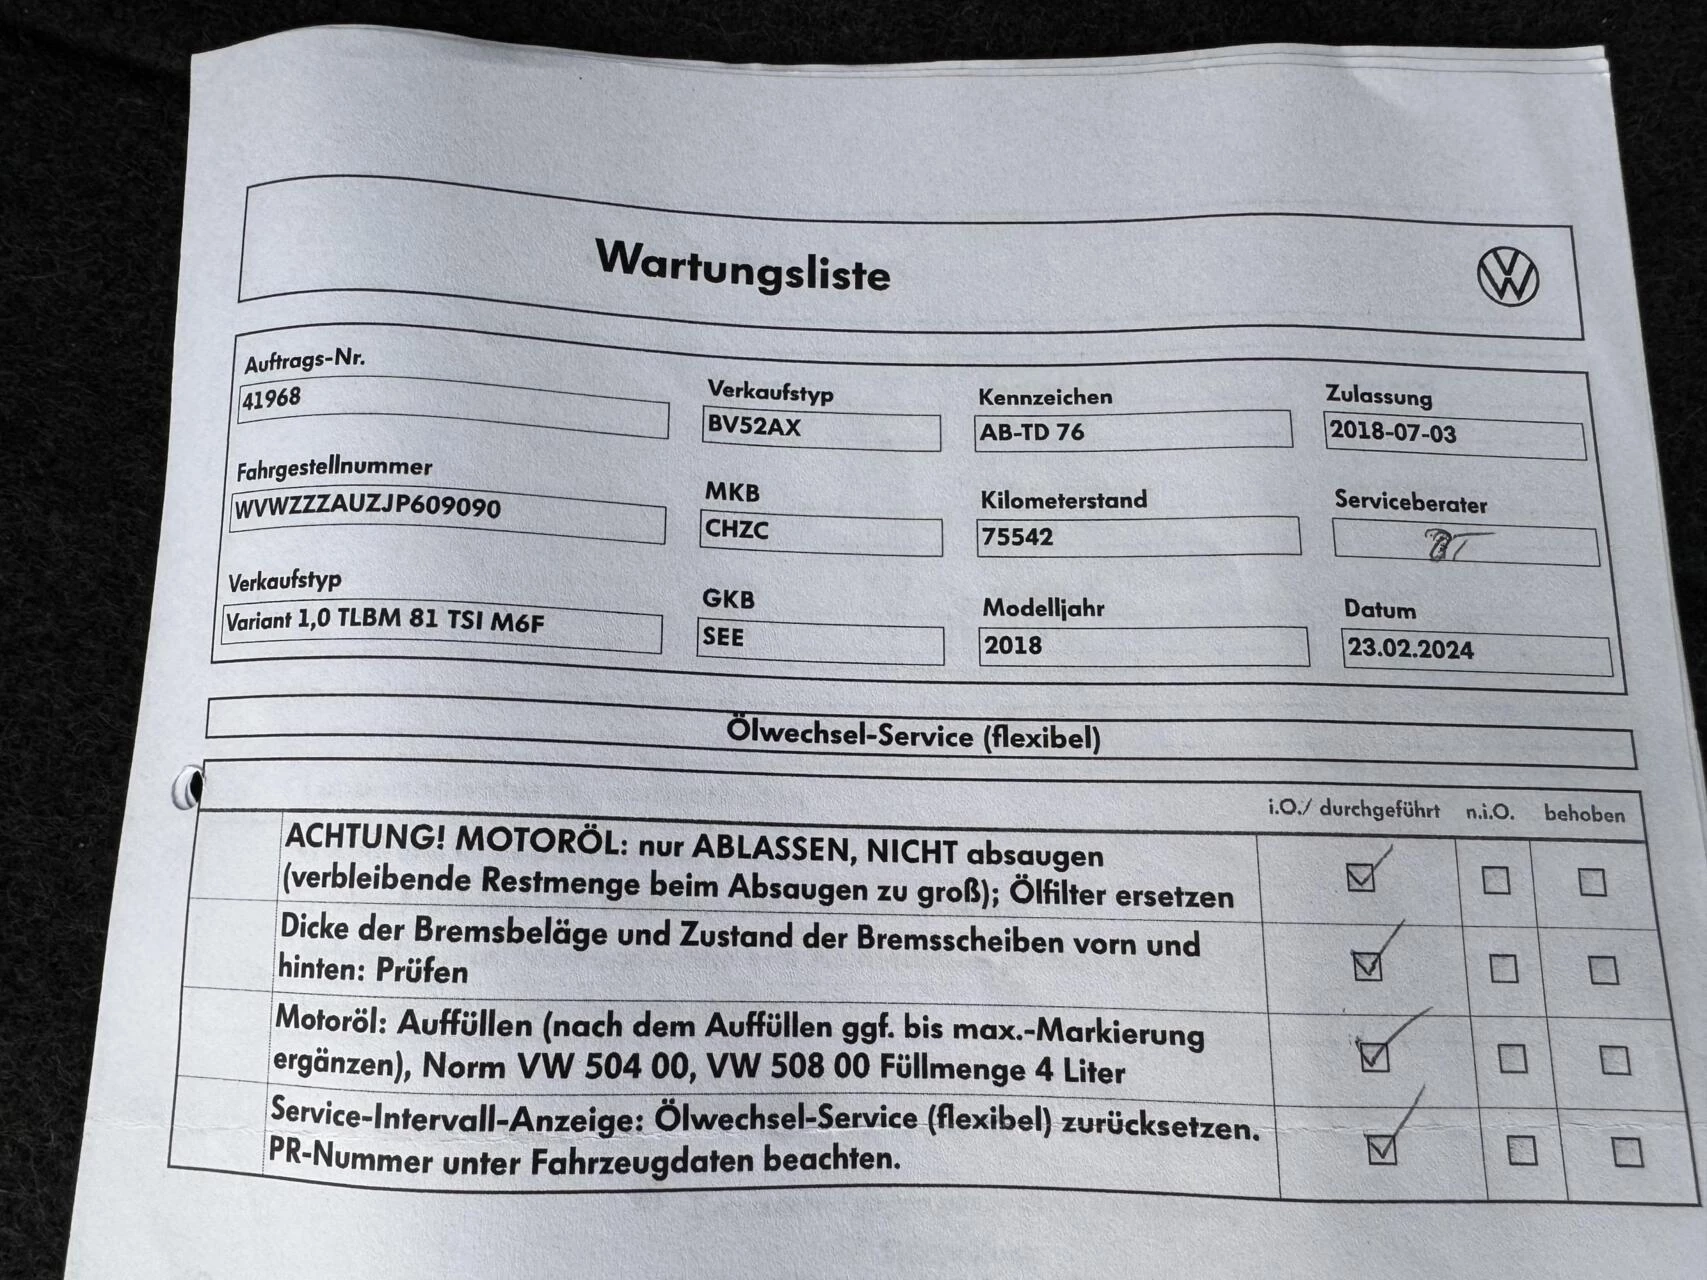 Wartungsliste
Auftrags-Nr.
41968
Verkaufstyp
BV52AX
Kennzeichen
AB-TD 76
Zulassung
2018-07-03
Fahrgestellnummer
WVWZZZAUZJP609090
MKB
CHZC
Kilometerstand
75542
Serviceberater
Verkaufstyp
Variant 1,0 TLBM 81 TSI M6F
GKB
SEE
Modelljahr
2018
Datum
23.02.2024
Ölwechsel-Service (flexibel)
i.O./ durchgeführt n.i.O. behoben
ACHTUNG! MOTORÖL: nur ABLASSEN, NICHT absaugen
(verbleibende Restmenge beim Absaugen zu groß); Ölfilter ersetzen
Dicke der Bremsbeläge und Zustand der Bremsscheiben vorn und
hinten: Prüfen
Motoröl: Auffüllen (nach dem Auffüllen ggf. bis max.-Markierung
ergänzen), Norm VW 504 00, VW 508 00 Füllmenge 4 Liter
Service-Intervall-Anzeige: Ölwechsel-Service (flexibel) zurücksetzen.
PR-Nummer unter Fahrzeugdaten beachten.